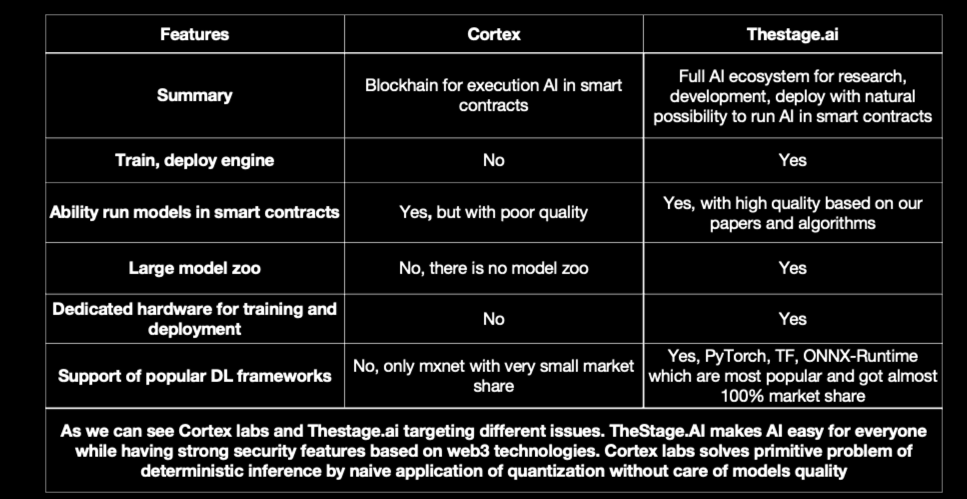 Features Cortex Thestage.ai
Summary
Blockhain for execution AI in smart
contracts
Full AI ecosystem for research,
development, deploy with natural
possibility to run AI in smart contracts
Train, deploy engine No Yes
Ability run models in smart contracts
Yes, but with poor quality
Yes, with high quality based on our
papers and algorithms
Large model zoo No, there is no model zoo Yes
Dedicated hardware for training and
deployment
No
Yes
Support of popular DL frameworks
No, only mxnet with very small market
share
Yes, PyTorch, TF, ONNX-Runtime
which are most popular and got almost
100% market share
As we can see Cortex labs and Thestage.ai targeting different issues. TheStage.AI makes AI easy for everyone
while having strong security features based on web3 technologies. Cortex labs solves primitive problem of
deterministic inference by naive application of quantization without care of models quality